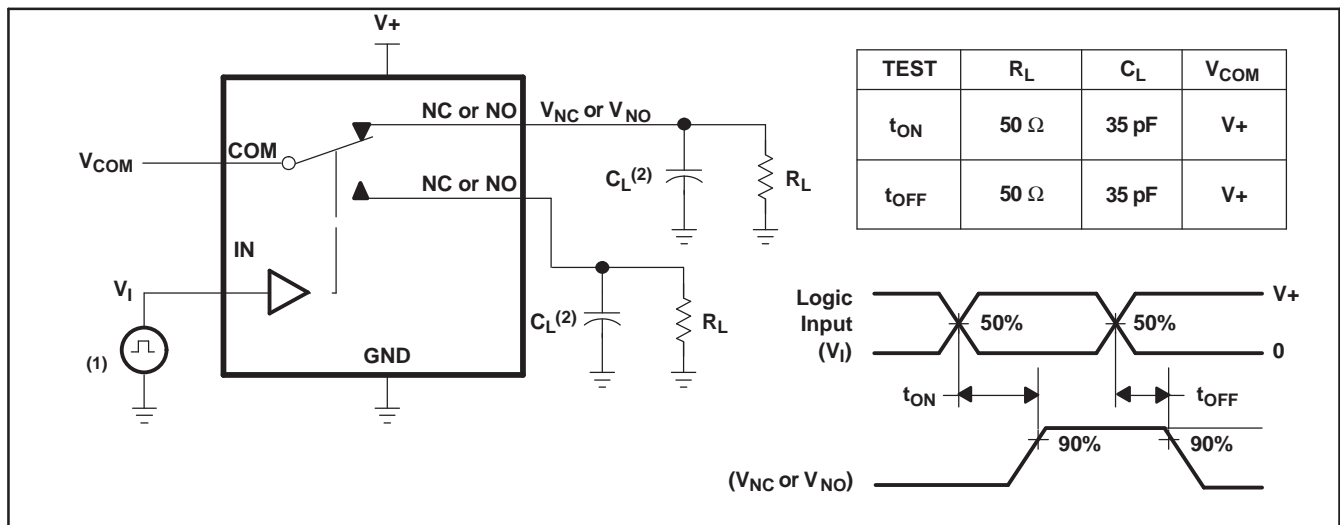 V+
NC or NO
V_NC or V_NO
COM
V_COM
C_L(2)
R_L
NC or NO
IN
V_I
C_L(2)
R_L
(1)
GND
TEST R_L C_L V_COM
t_ON 50 Ω 35 pF V+
t_OFF 50 Ω 35 pF V+
Logic
Input
(V_I)
50%
50%
V+
0
t_ON
t_OFF
90%
90%
(V_NC or V_NO)